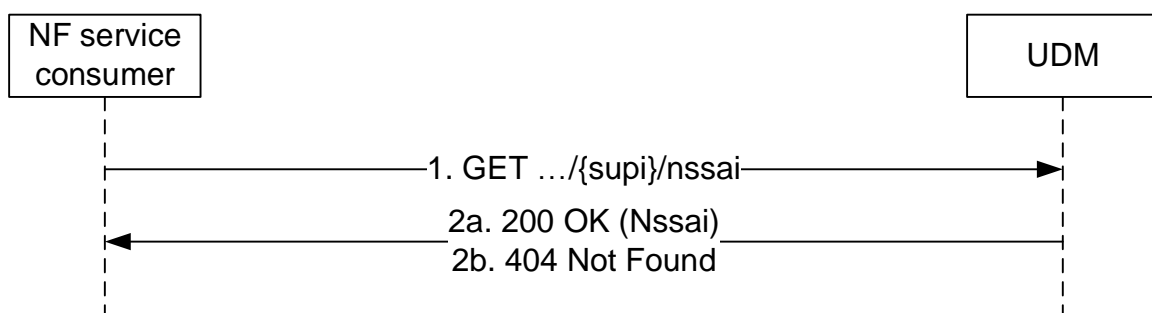 NF service
consumer
UDM
1. GET …/{supi}/nssai
2a. 200 OK (Nssai)
2b. 404 Not Found